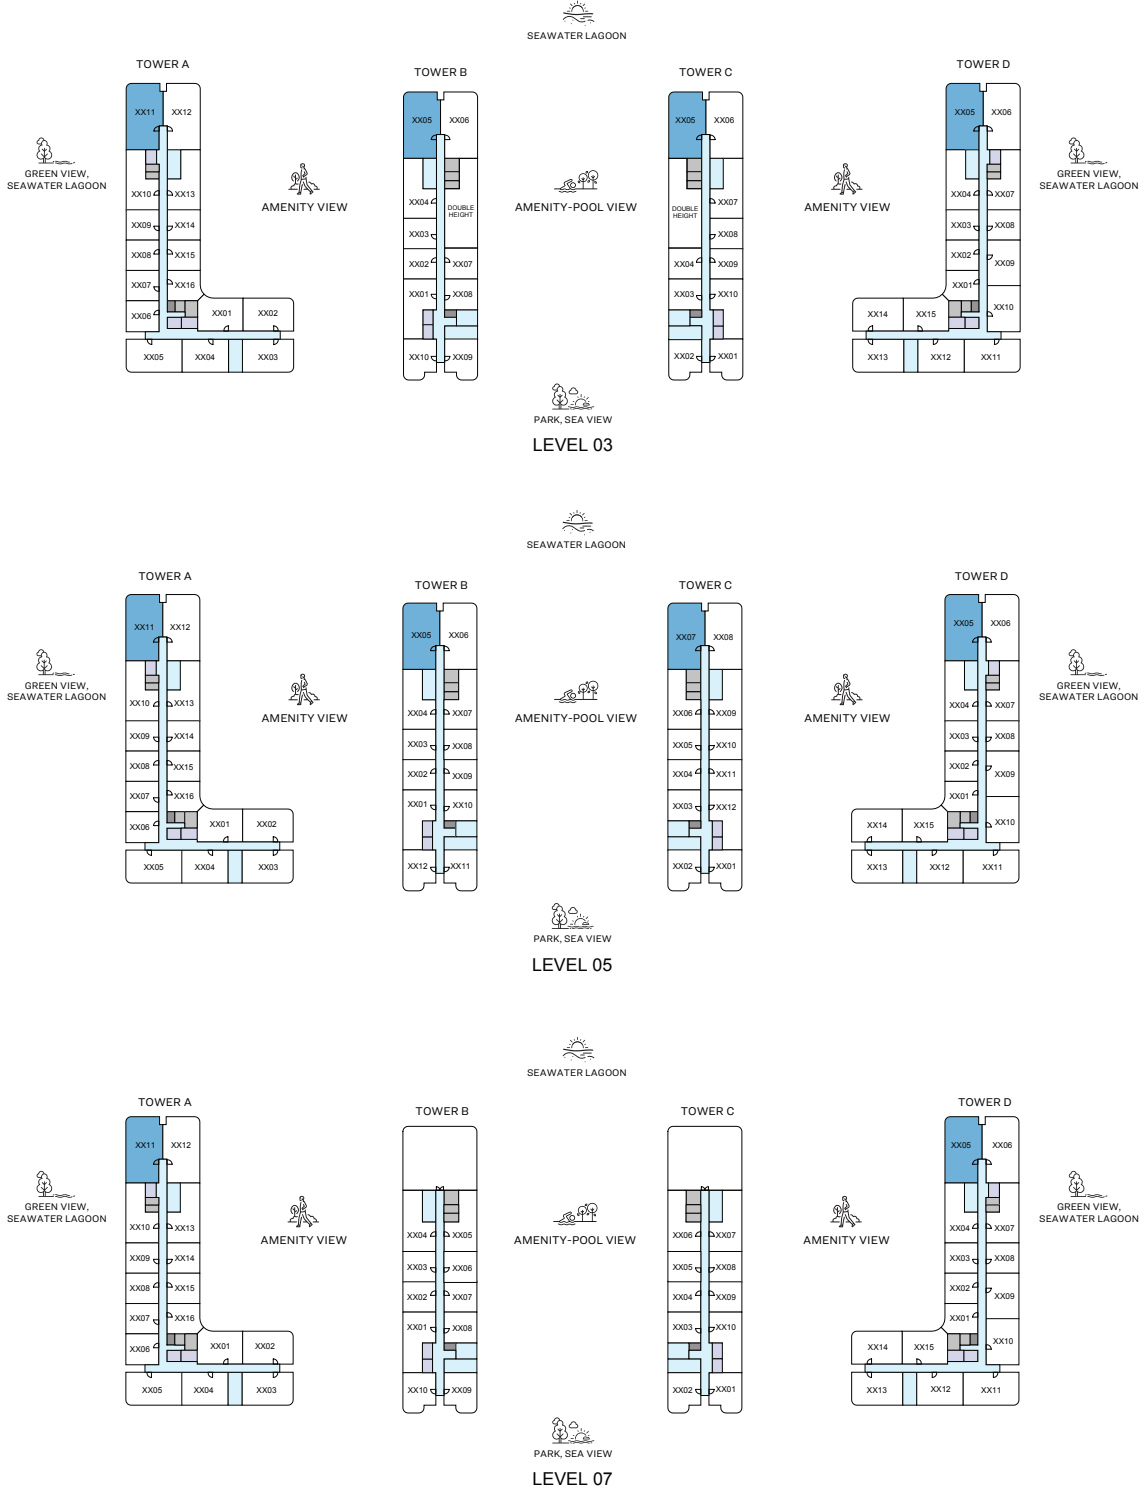 SEAWATER LAGOON
TOWER A
TOWER B
TOWER C
TOWER D
XX11 XX12
XX05 XX06
XX05 XX06
XX05 XX06
GREEN VIEW,
SEAWATER LAGOON
AMENITY VIEW
AMENITY-POOL VIEW
AMENITY VIEW
GREEN VIEW,
SEAWATER LAGOON
XX10 XX13
XX04 DOUBLE
HEIGHT
DOUBLE
HEIGHT
XX07
XX04 XX07
XX09 XX14
XX03
XX08
XX03 XX08
XX08 XX15
XX02 XX07
XX04 XX09
XX02 XX09
XX07 XX16
XX01 XX08
XX03 XX10
XX01 XX10
XX06 XX01 XX02
XX14 XX15
XX05 XX04 XX03
XX10 XX09
XX02 XX01
XX13 XX12 XX11
PARK, SEA VIEW
LEVEL 03
SEAWATER LAGOON
TOWER A
TOWER B
TOWER C
TOWER D
XX11 XX12
XX05 XX06
XX07 XX08
XX05 XX06
GREEN VIEW,
SEAWATER LAGOON
AMENITY VIEW
AMENITY-POOL VIEW
AMENITY VIEW
GREEN VIEW,
SEAWATER LAGOON
XX10 XX13
XX04 XX07
XX06 XX09
XX04 XX07
XX09 XX14
XX03 XX08
XX05 XX10
XX03 XX08
XX08 XX15
XX02 XX09
XX04 XX11
XX02 XX09
XX07 XX16
XX01 XX10
XX03 XX12
XX01 XX10
XX06 XX01 XX02
XX14 XX15
XX05 XX04 XX03
XX12 XX11
XX02 XX01
XX13 XX12 XX11
PARK, SEA VIEW
LEVEL 05
SEAWATER LAGOON
TOWER A
TOWER B
TOWER C
TOWER D
XX11 XX12
XX05 XX06
GREEN VIEW,
SEAWATER LAGOON
AMENITY VIEW
AMENITY-POOL VIEW
AMENITY VIEW
GREEN VIEW,
SEAWATER LAGOON
XX10 XX13
XX04 XX05
XX06 XX07
XX04 XX07
XX09 XX14
XX03 XX06
XX05 XX08
XX03 XX08
XX08 XX15
XX02 XX07
XX04 XX09
XX02 XX09
XX07 XX16
XX01 XX08
XX03 XX10
XX01 XX10
XX06 XX01 XX02
XX14 XX15
XX05 XX04 XX03
XX10 XX09
XX02 XX01
XX13 XX12 XX11
PARK, SEA VIEW
LEVEL 07